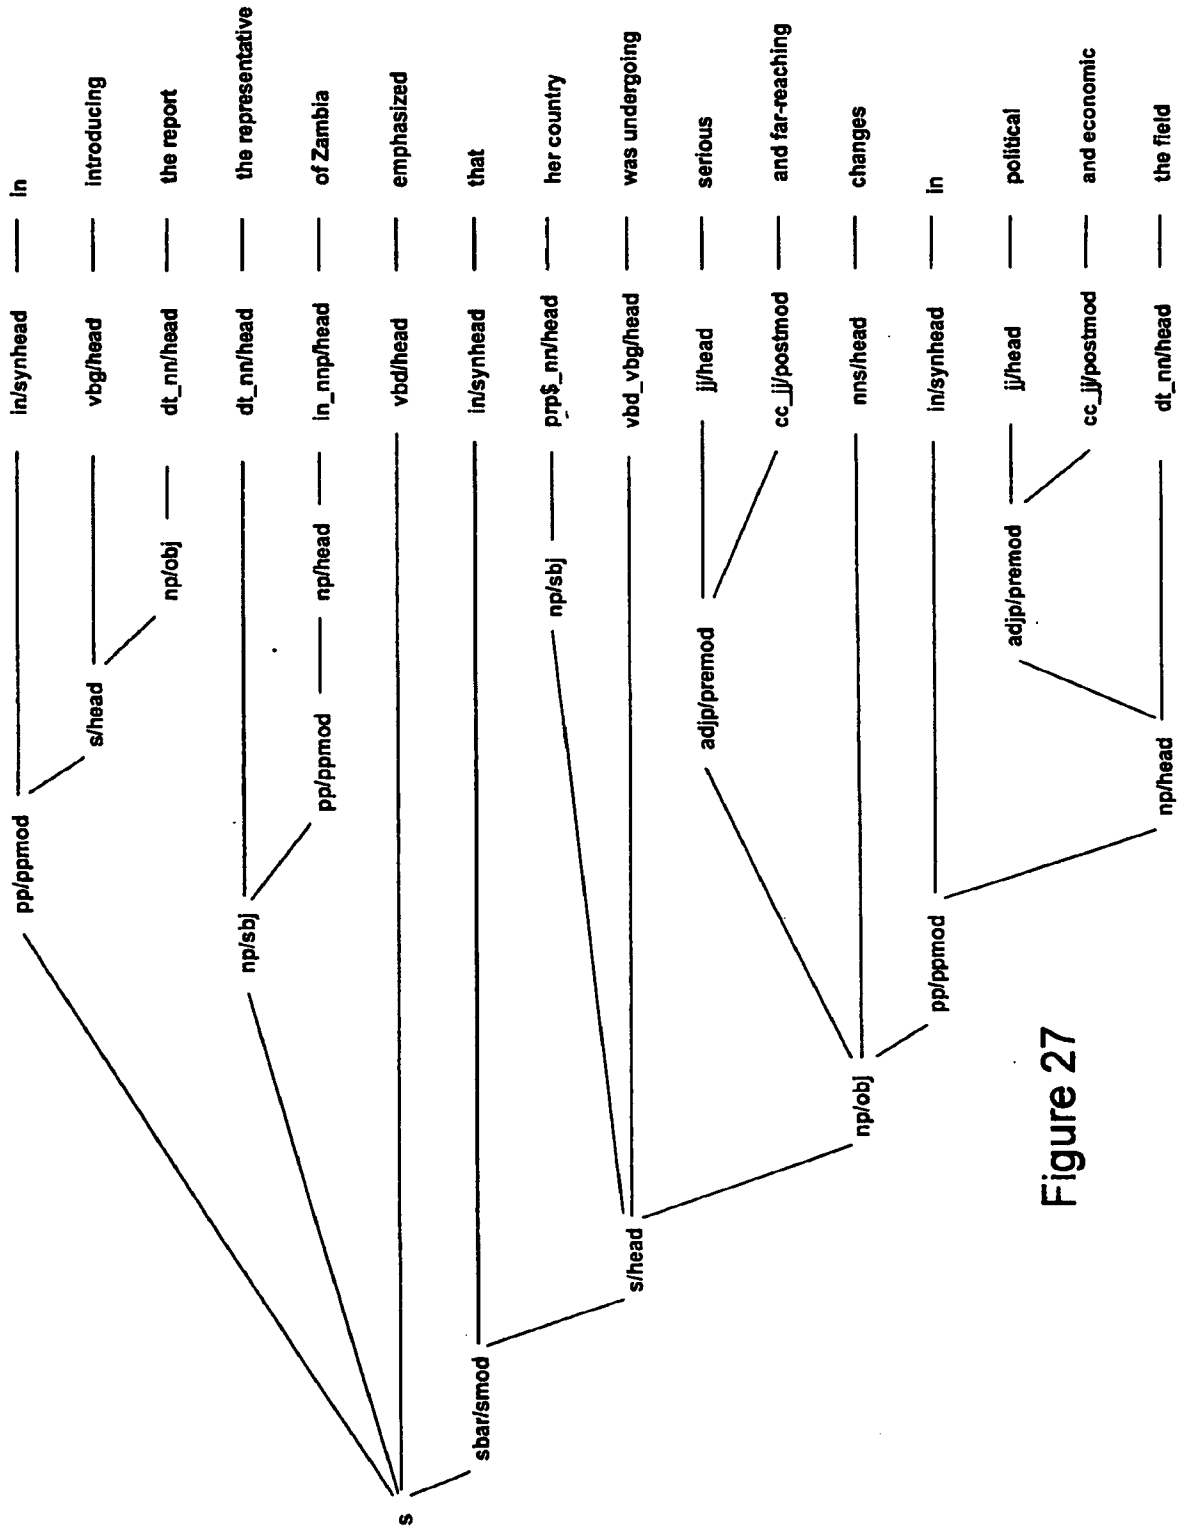 s
pp/ppmod
in/synhead
in
s/head
vbg/head
introducing
np/obj
dt_nn/head
the report
np/sbj
dt_nn/head
the representative
pp/ppmod
np/head
in_nnp/head
of Zambia
vbd/head
emphasized
sbar/smod
in/synhead
that
s/head
np/sbj
prp$_nn/head
her country
vbd_vbg/head
was undergoing
np/obj
adjp/premod
jj/head
serious
cc_jj/postmod
and far-reaching
nns/head
changes
pp/ppmod
in/synhead
in
np/head
adjp/premod
jj/head
political
cc_jj/postmod
and economic
dt_nn/head
the field
Figure 27